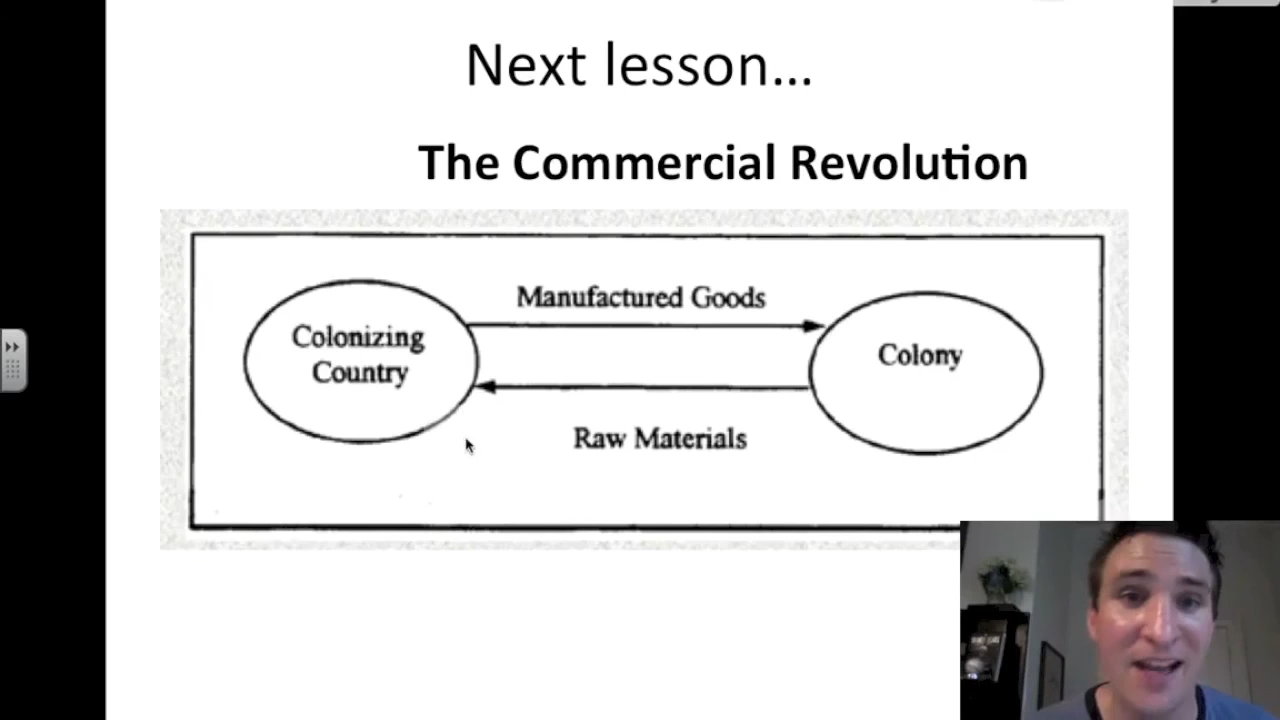 Next lesson...
The Commercial Revolution
Manufactured Goods
Colonizing
Country
Colony
Raw Materials